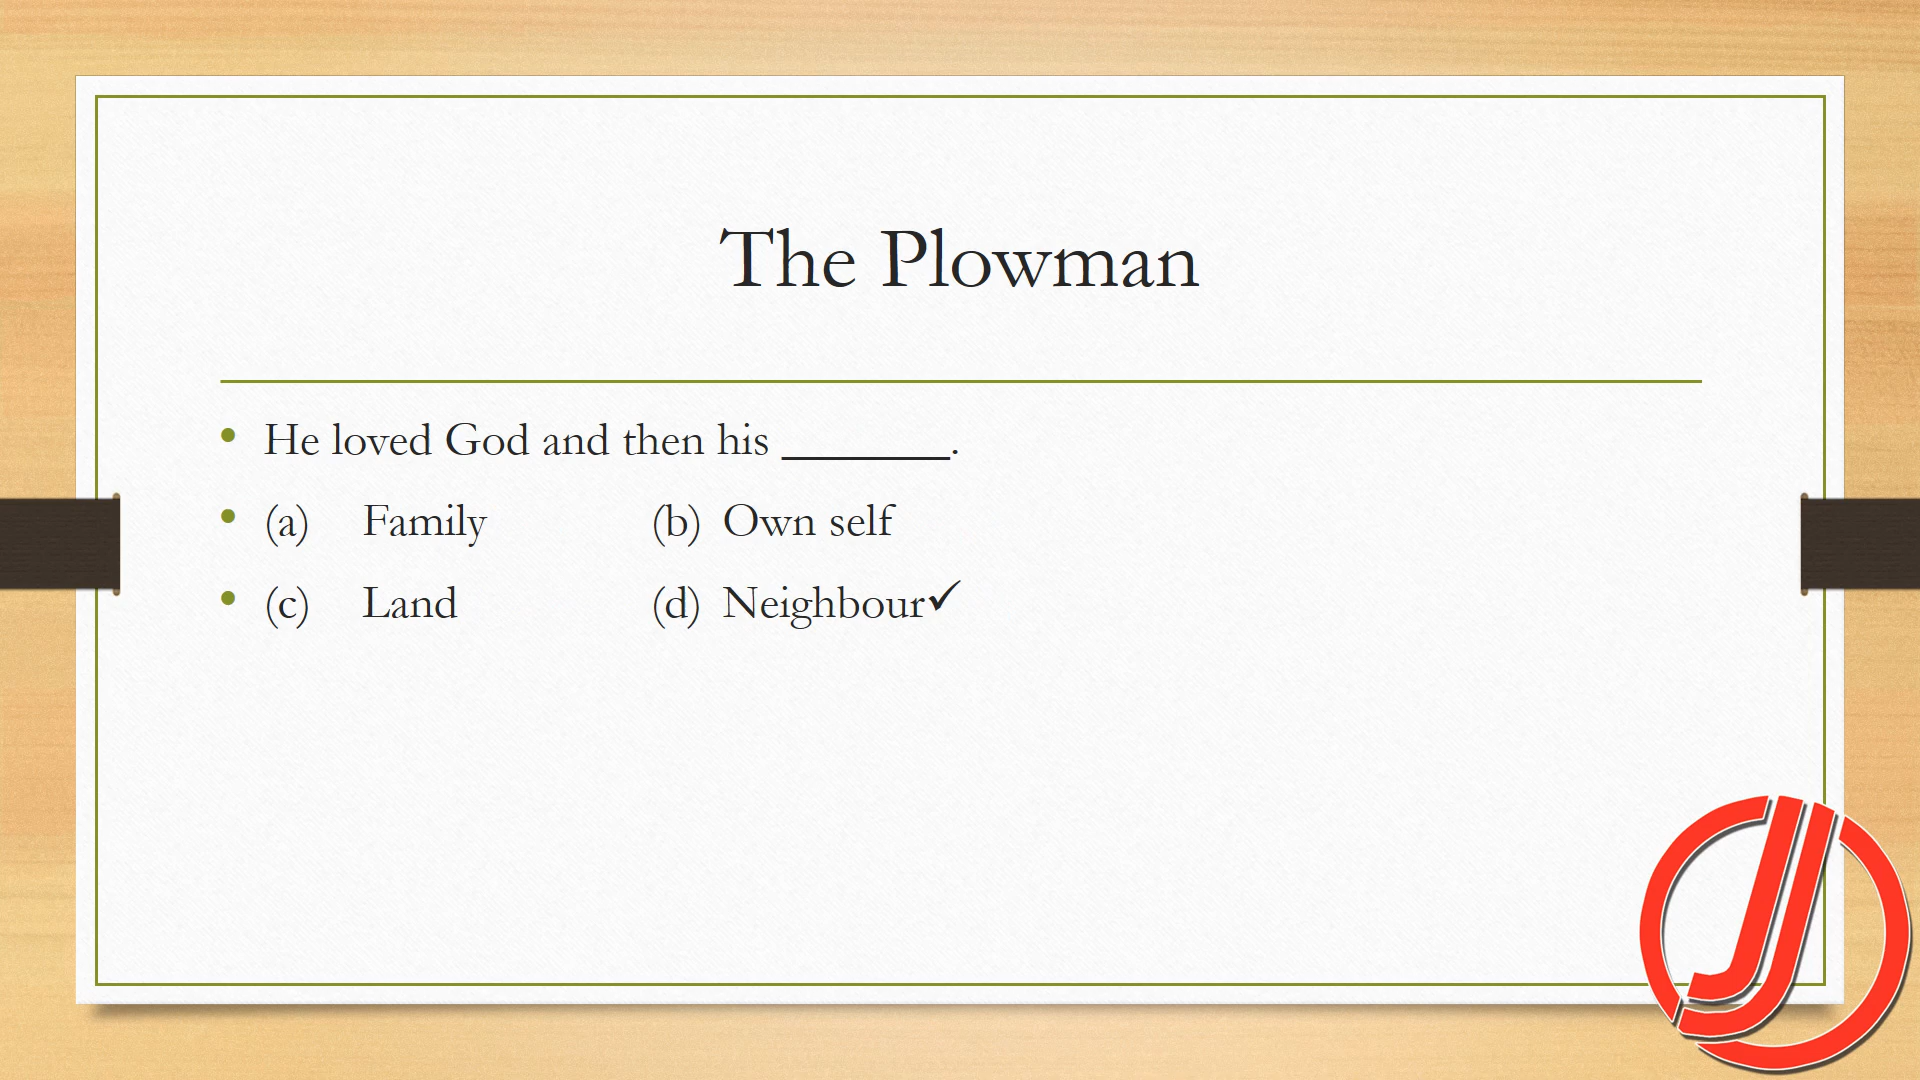 The Plowman
• He loved God and then his _______.
• (a) Family (b) Own self
• (c) Land (d) Neighbour✓